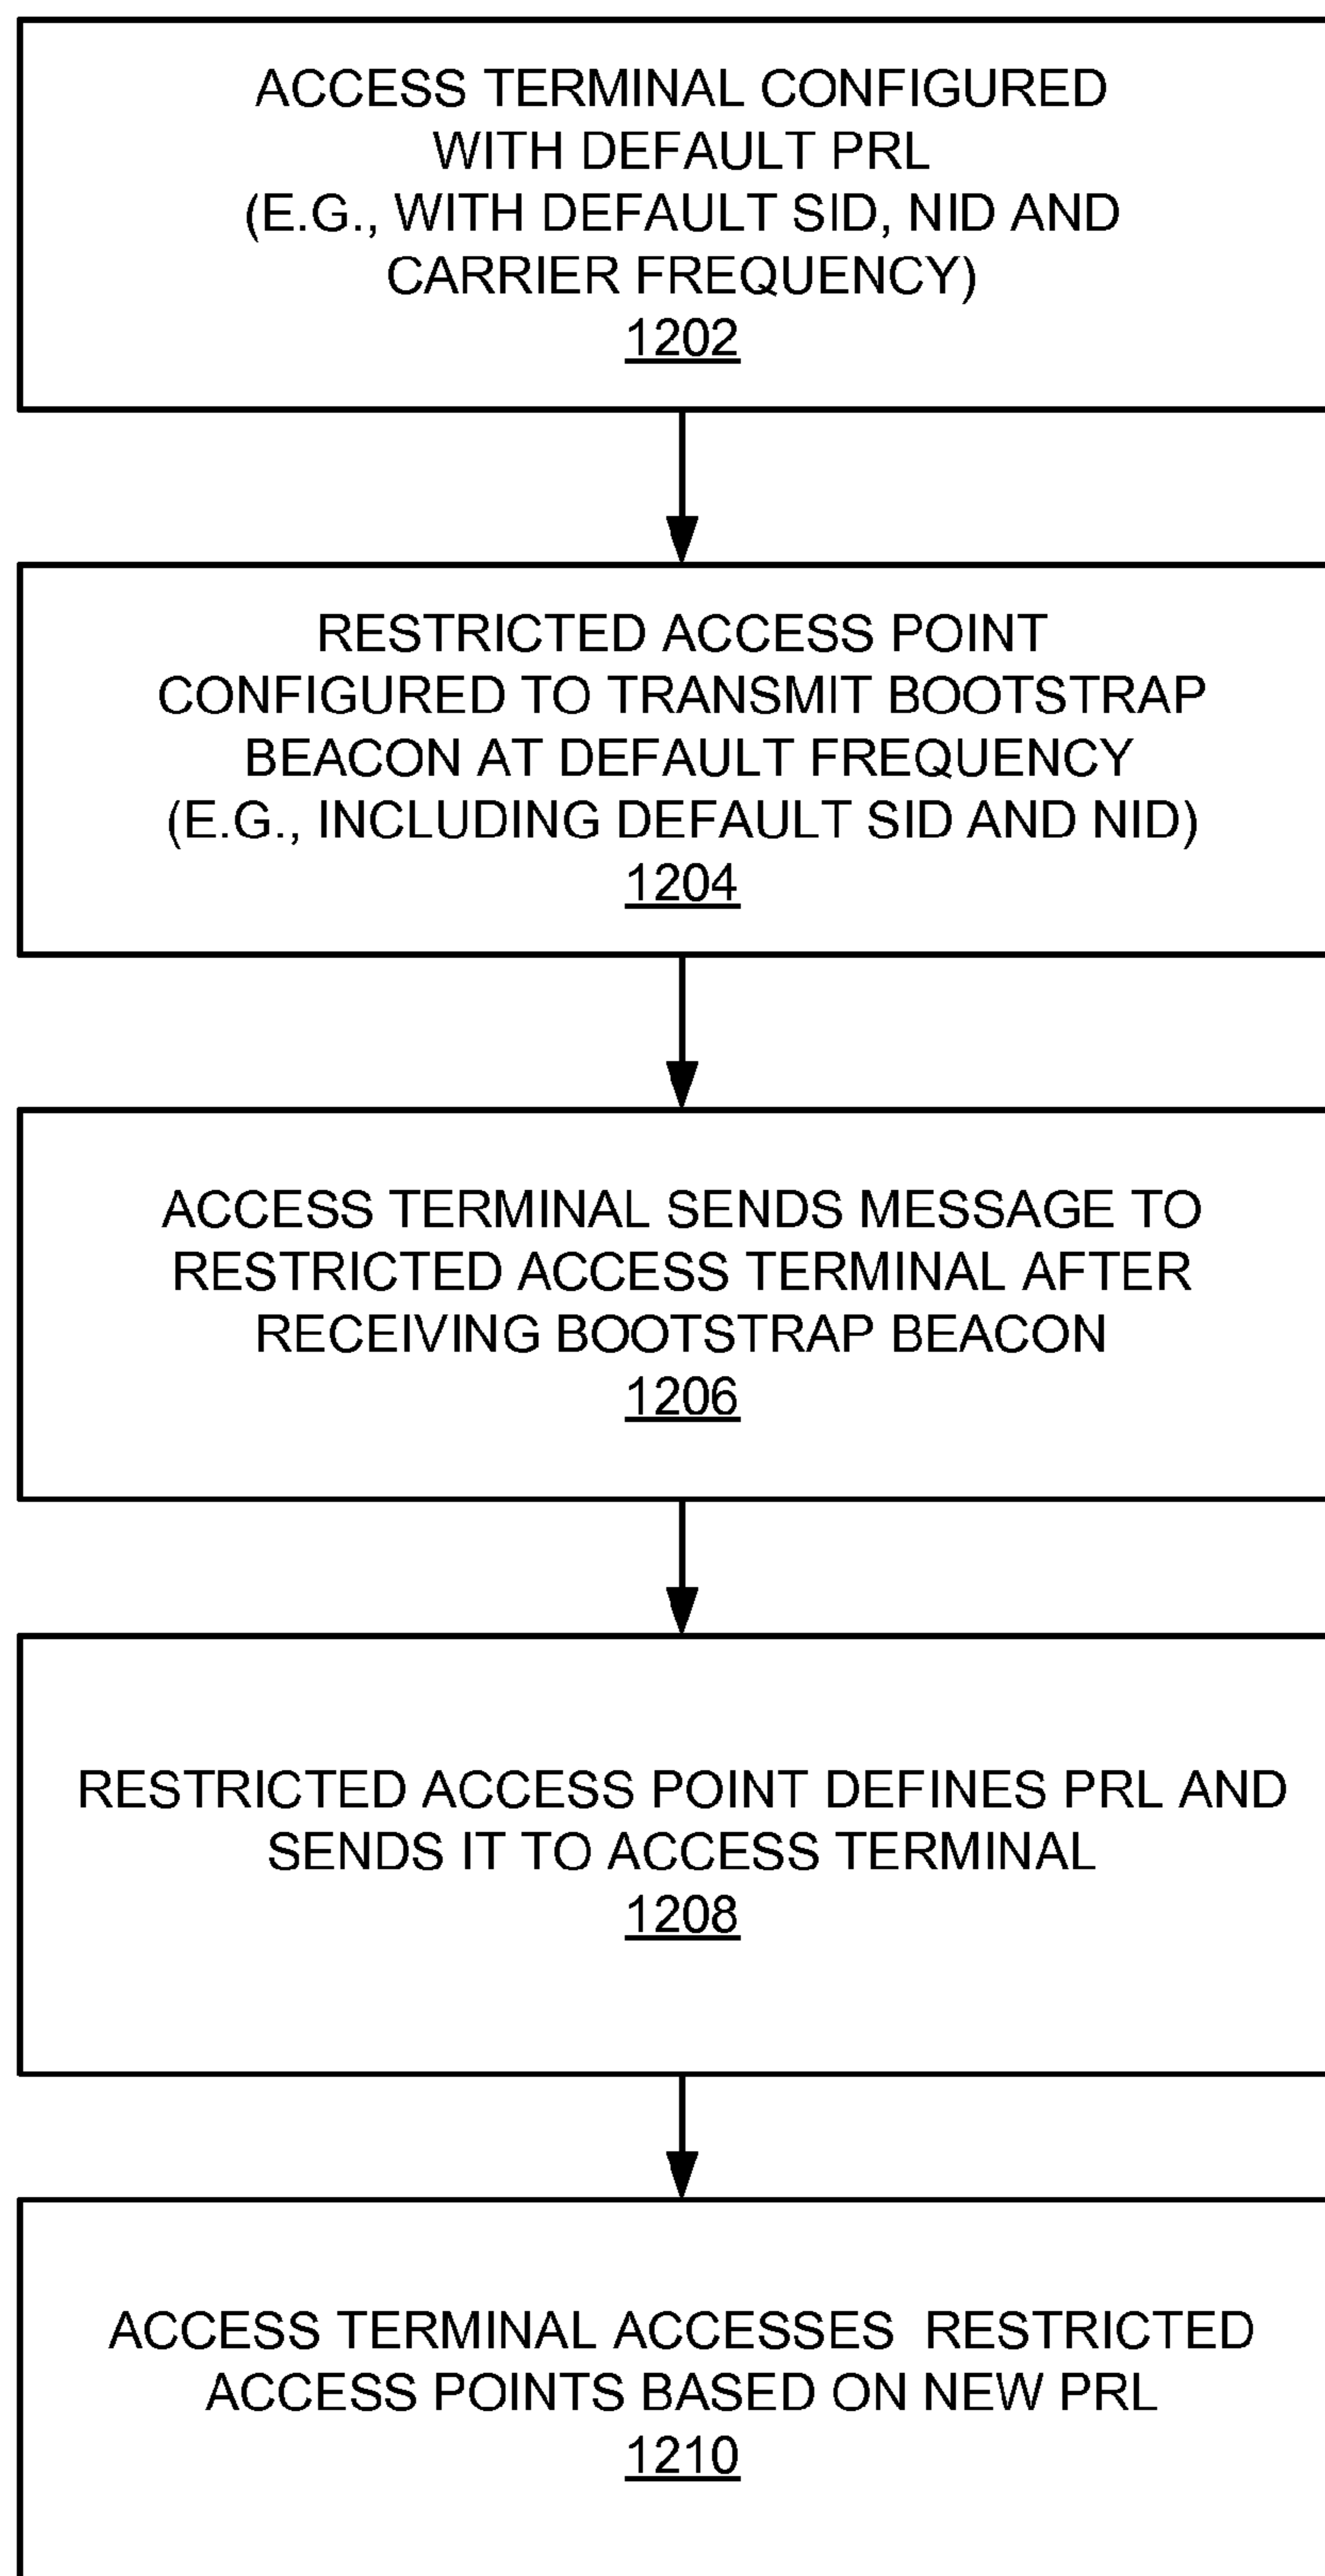 ACCESS TERMINAL CONFIGURED
WITH DEFAULT PRL
(E.G., WITH DEFAULT SID, NID AND
CARRIER FREQUENCY)
1202
RESTRICTED ACCESS POINT
CONFIGURED TO TRANSMIT BOOTSTRAP
BEACON AT DEFAULT FREQUENCY
(E.G., INCLUDING DEFAULT SID AND NID)
1204
ACCESS TERMINAL SENDS MESSAGE TO
RESTRICTED ACCESS TERMINAL AFTER
RECEIVING BOOTSTRAP BEACON
1206
RESTRICTED ACCESS POINT DEFINES PRL AND
SENDS IT TO ACCESS TERMINAL
1208
ACCESS TERMINAL ACCESSES  RESTRICTED
ACCESS POINTS BASED ON NEW PRL
1210